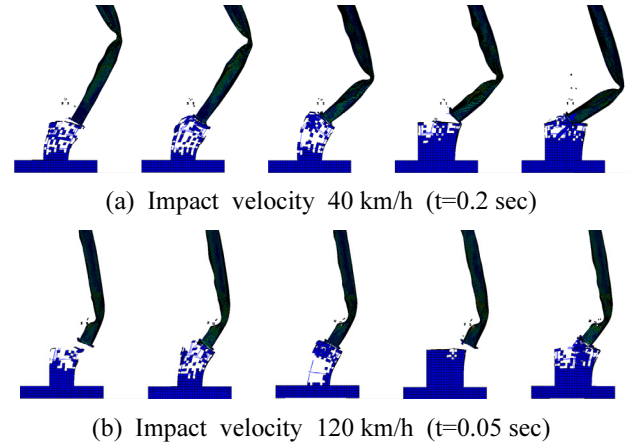 (a) Impact velocity 40 km/h (t=0.2 sec)
(b) Impact velocity 120 km/h (t=0.05 sec)